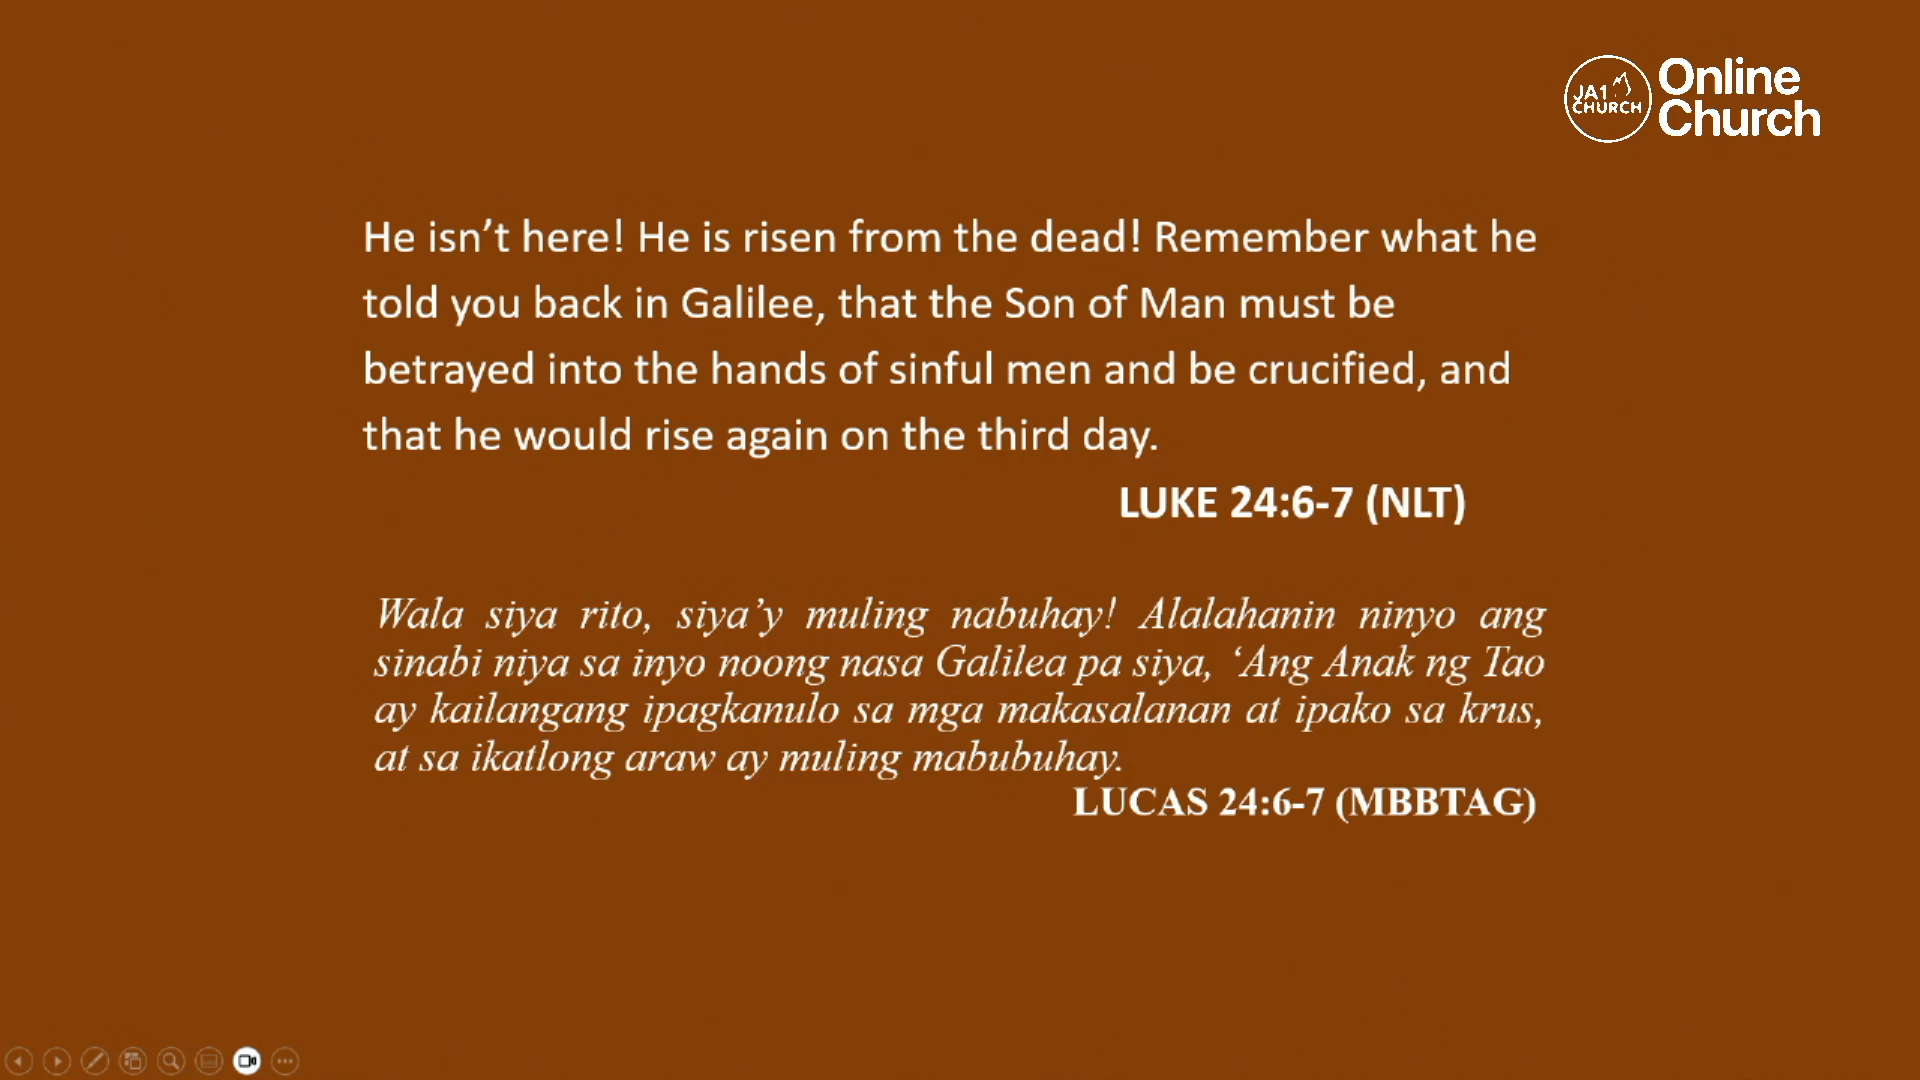 JA1
CHURCH
Online
Church
He isn’t here! He is risen from the dead! Remember what he
told you back in Galilee, that the Son of Man must be
betrayed into the hands of sinful men and be crucified, and
that he would rise again on the third day.
LUKE 24:6-7 (NLT)
Wala siya rito, siya’y muling nabuhay! Alalahanin ninyo ang
sinabi niya sa inyo noong nasa Galilea pa siya, ‘Ang Anak ng Tao
ay kailangang ipagkanulo sa mga makasalanan at ipako sa krus,
at sa ikatlong araw ay muling mabubuhay.
LUCAS 24:6-7 (MBBTAG)